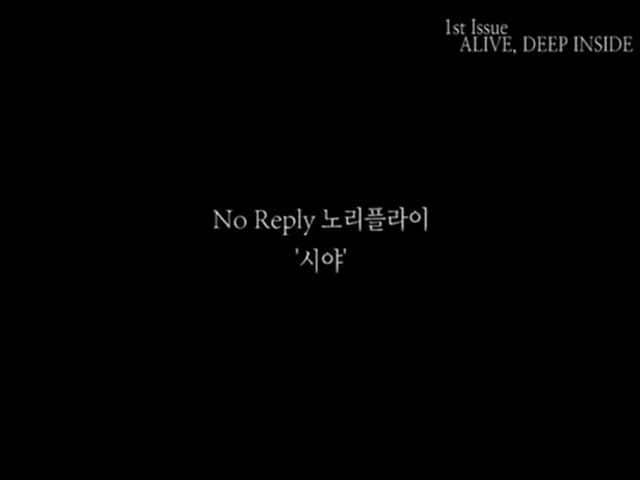 1st Issue
ALIVE, DEEP INSIDE
No Reply 노리플라이
'시야'